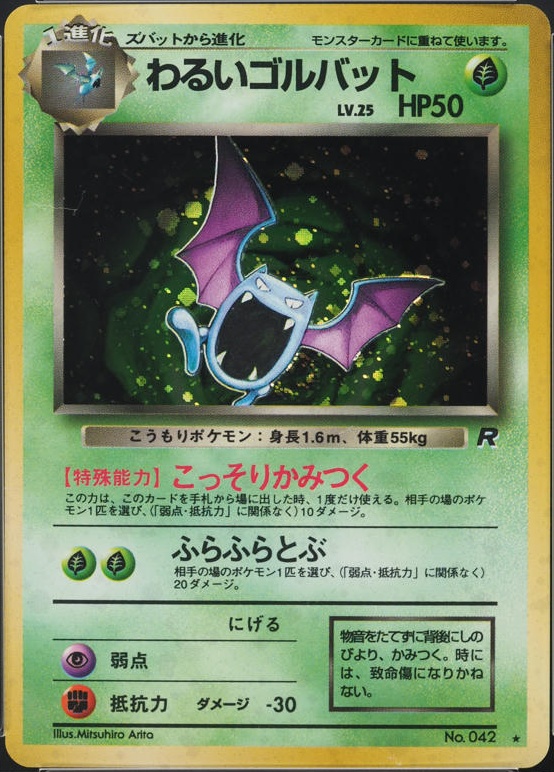 1進化
ズバットから進化
モンスターカードに重ねて使います。
わるいゴルバット
LV.25
HP50
こうもりポケモン：身長1.6m、体重55kg
R
【特殊能力】こっそりかみつく
この力は、このカードを手札から場に出した時、1度だけ使える。相手の場のポケ
モン1匹を選び、（「弱点・抵抗力」に関係なく）10ダメージ。
ふらふらとぶ
相手の場のポケモン1匹を選び、（「弱点・抵抗力」に関係なく）
20ダメージ。
にげる
弱点
抵抗力 ダメージ -30
物音をたてずに背後にしの
びより、かみつく。時に
は、致命傷になりかね
ない。
Illus.Mitsuhiro Arita
No.042 ★